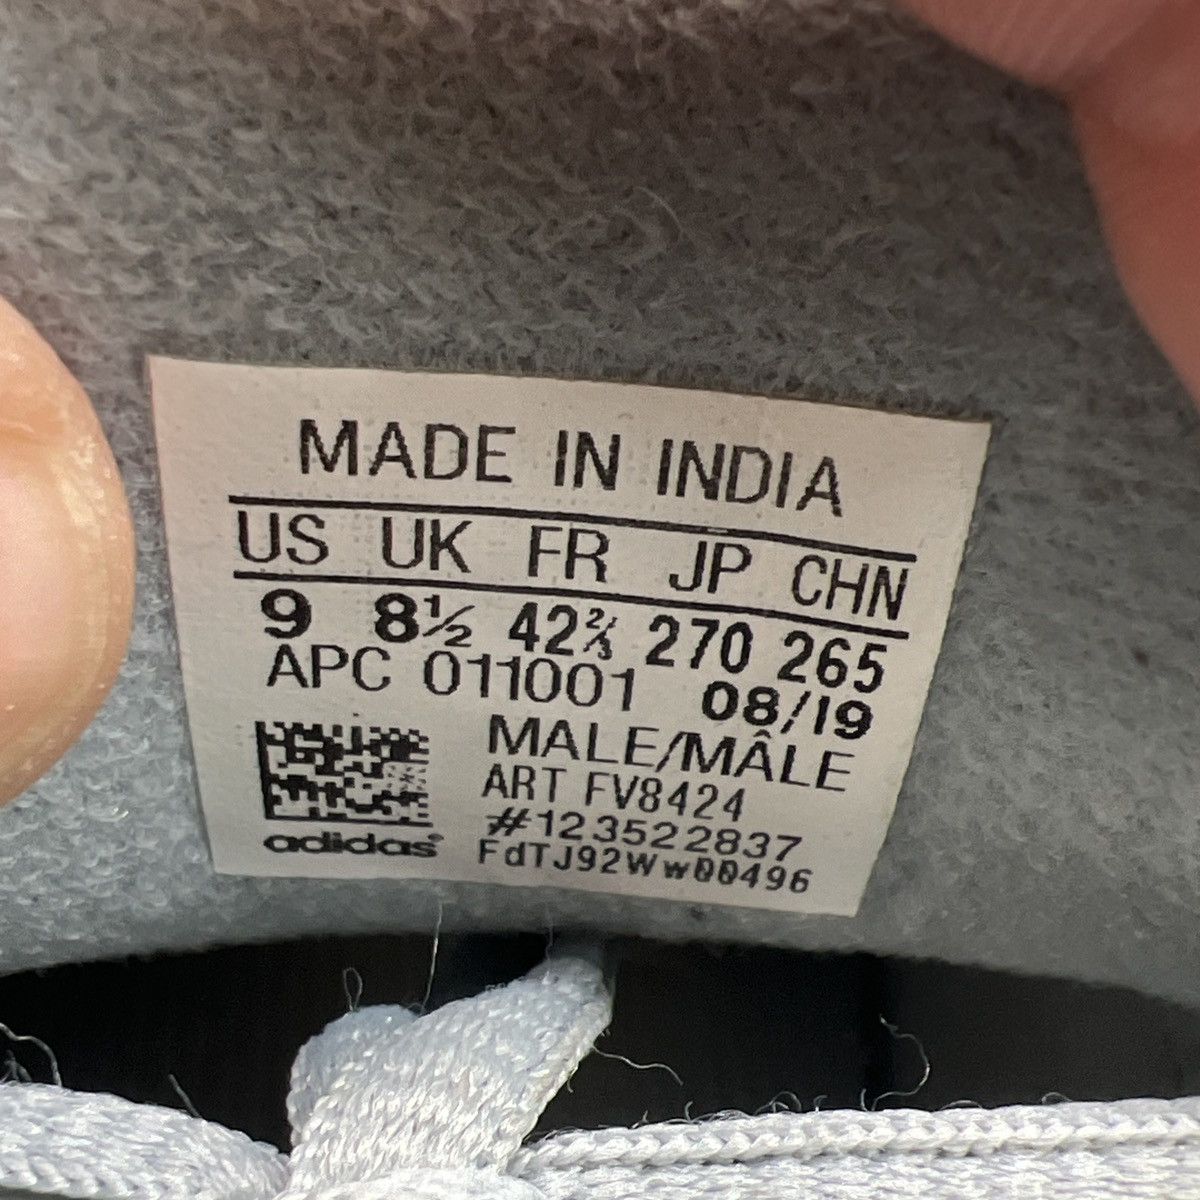 MADE IN INDIA
US UK FR JP CHN
9 8½ 42⅔ 270 265
APC 011001 08/19
MALE/MÂLE
ART FV8424
#123522837
adidas FdTJ92Ww00496